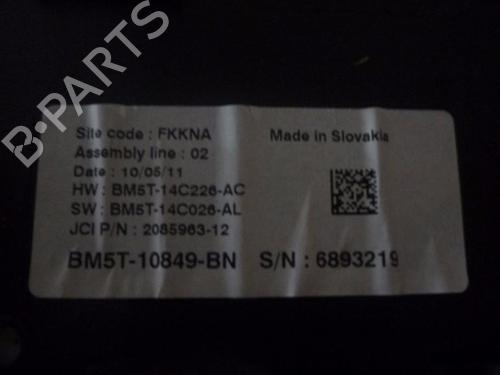 B-PARTS
Site code : FKKNA
Made in Slovakia
Assembly line : 02
Date : 10/05/11
HW : BM5T-14C226-AC
SW : BM5T-14C026-AL
JCI P/N : 2085963-12
BM5T-10849-BN S/N : 6893219